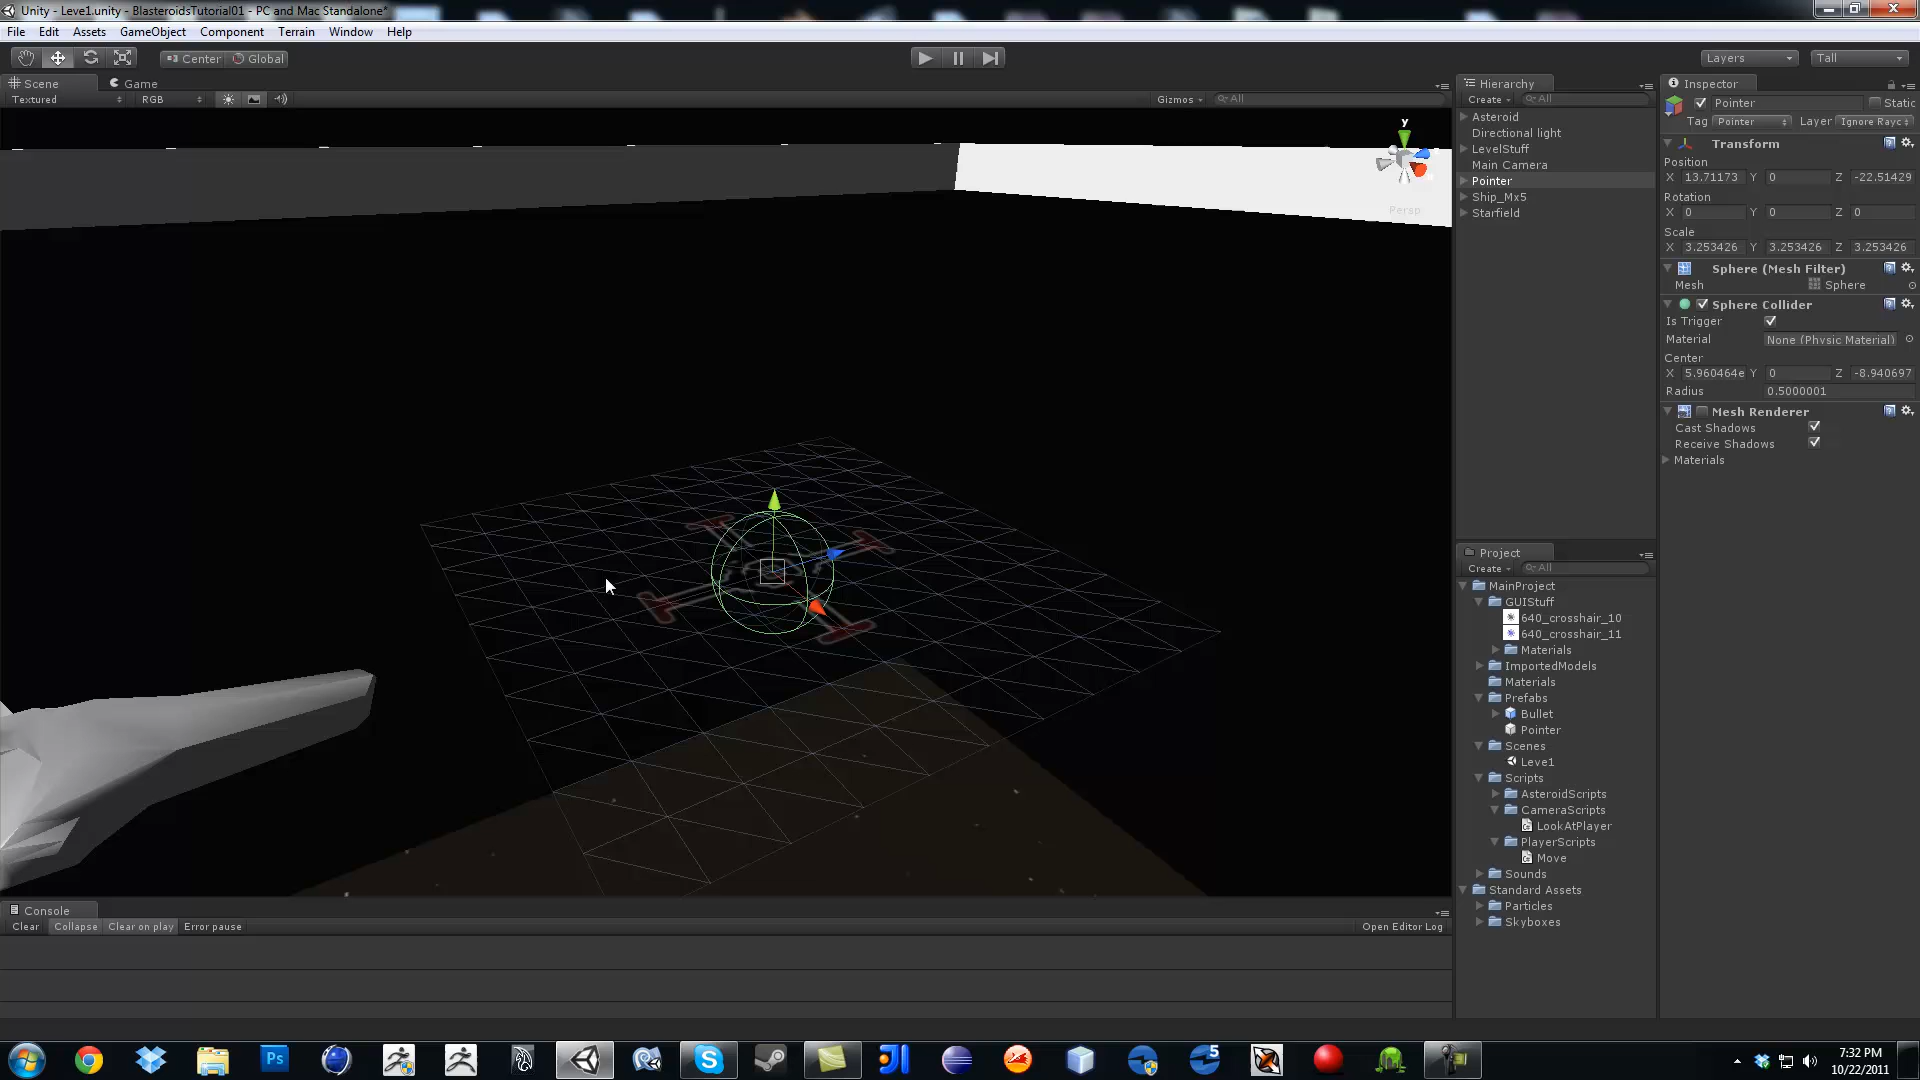 Unity - Leve1.unity - BlasteroidsTutorial01 - PC and Mac Standalone*
File Edit Assets GameObject Component Terrain Window Help
Center Global Layers Tall
Scene Game
Textured RGB Gizmos All
y
Persp
Hierarchy
Create All
Asteroid
Directional light
LevelStuff
Main Camera
Pointer
Ship_Mx5
Starfield
Inspector
Pointer Static
Tag Pointer Layer Ignore Rayc
Transform
Position
X 13.71173 Y 0 Z -22.51429
Rotation
X 0 Y 0 Z 0
Scale
X 3.253426 Y 3.253426 Z 3.253426
Sphere (Mesh Filter)
Mesh Sphere
Sphere Collider
Is Trigger
Material None (Physic Material)
Center
X 5.960464e Y 0 Z -8.940697
Radius 0.5000001
Mesh Renderer
Cast Shadows
Receive Shadows
Materials
Project
Create All
MainProject
GUIStuff
640_crosshair_10
640_crosshair_11
Materials
ImportedModels
Materials
Prefabs
Bullet
Pointer
Scenes
Leve1
Scripts
AsteroidScripts
CameraScripts
LookAtPlayer
PlayerScripts
Move
Sounds
Standard Assets
Particles
Skyboxes
Console
Clear Collapse Clear on play Error pause Open Editor Log
Ps
5
7:32 PM
10/22/2011